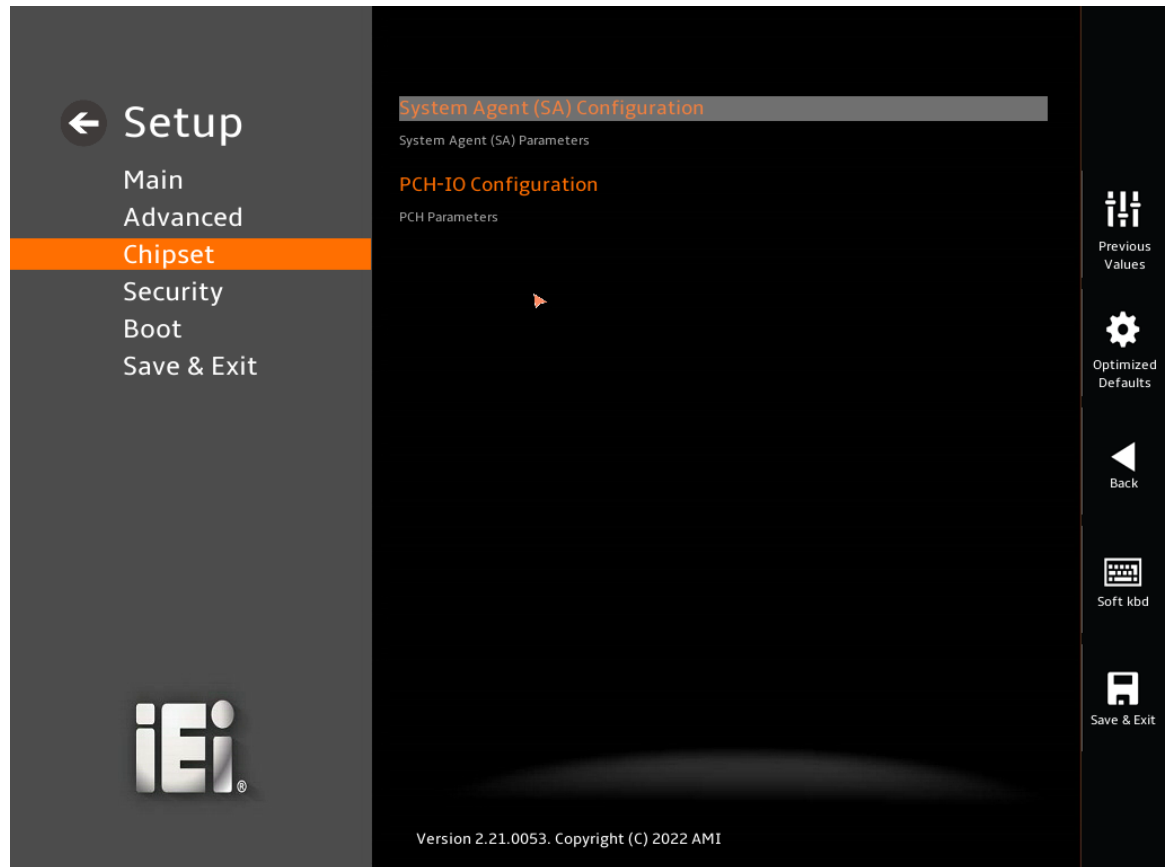 Setup
Main
Advanced
Chipset
Security
Boot
Save & Exit
iEi®
System Agent (SA) Configuration
System Agent (SA) Parameters
PCH-IO Configuration
PCH Parameters
Version 2.21.0053. Copyright (C) 2022 AMI
Previous
Values
Optimized
Defaults
Back
Soft kbd
Save & Exit